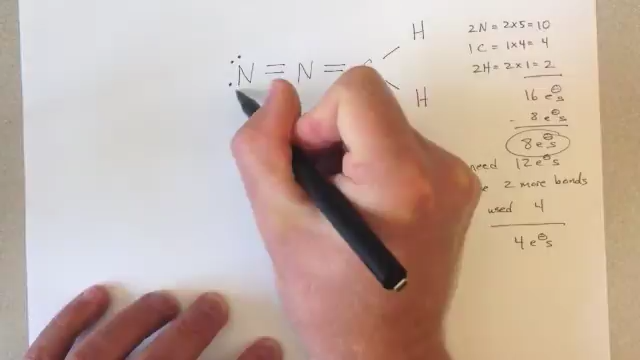 N = N =
H
H
2N = 2x5 = 10
1C = 1x4 = 4
2H = 2x1 = 2
16 e⊖s
- 8 e⊖s
8 e⊖s
need 12 e⊖s
2 more bonds
used 4
4 e⊖s